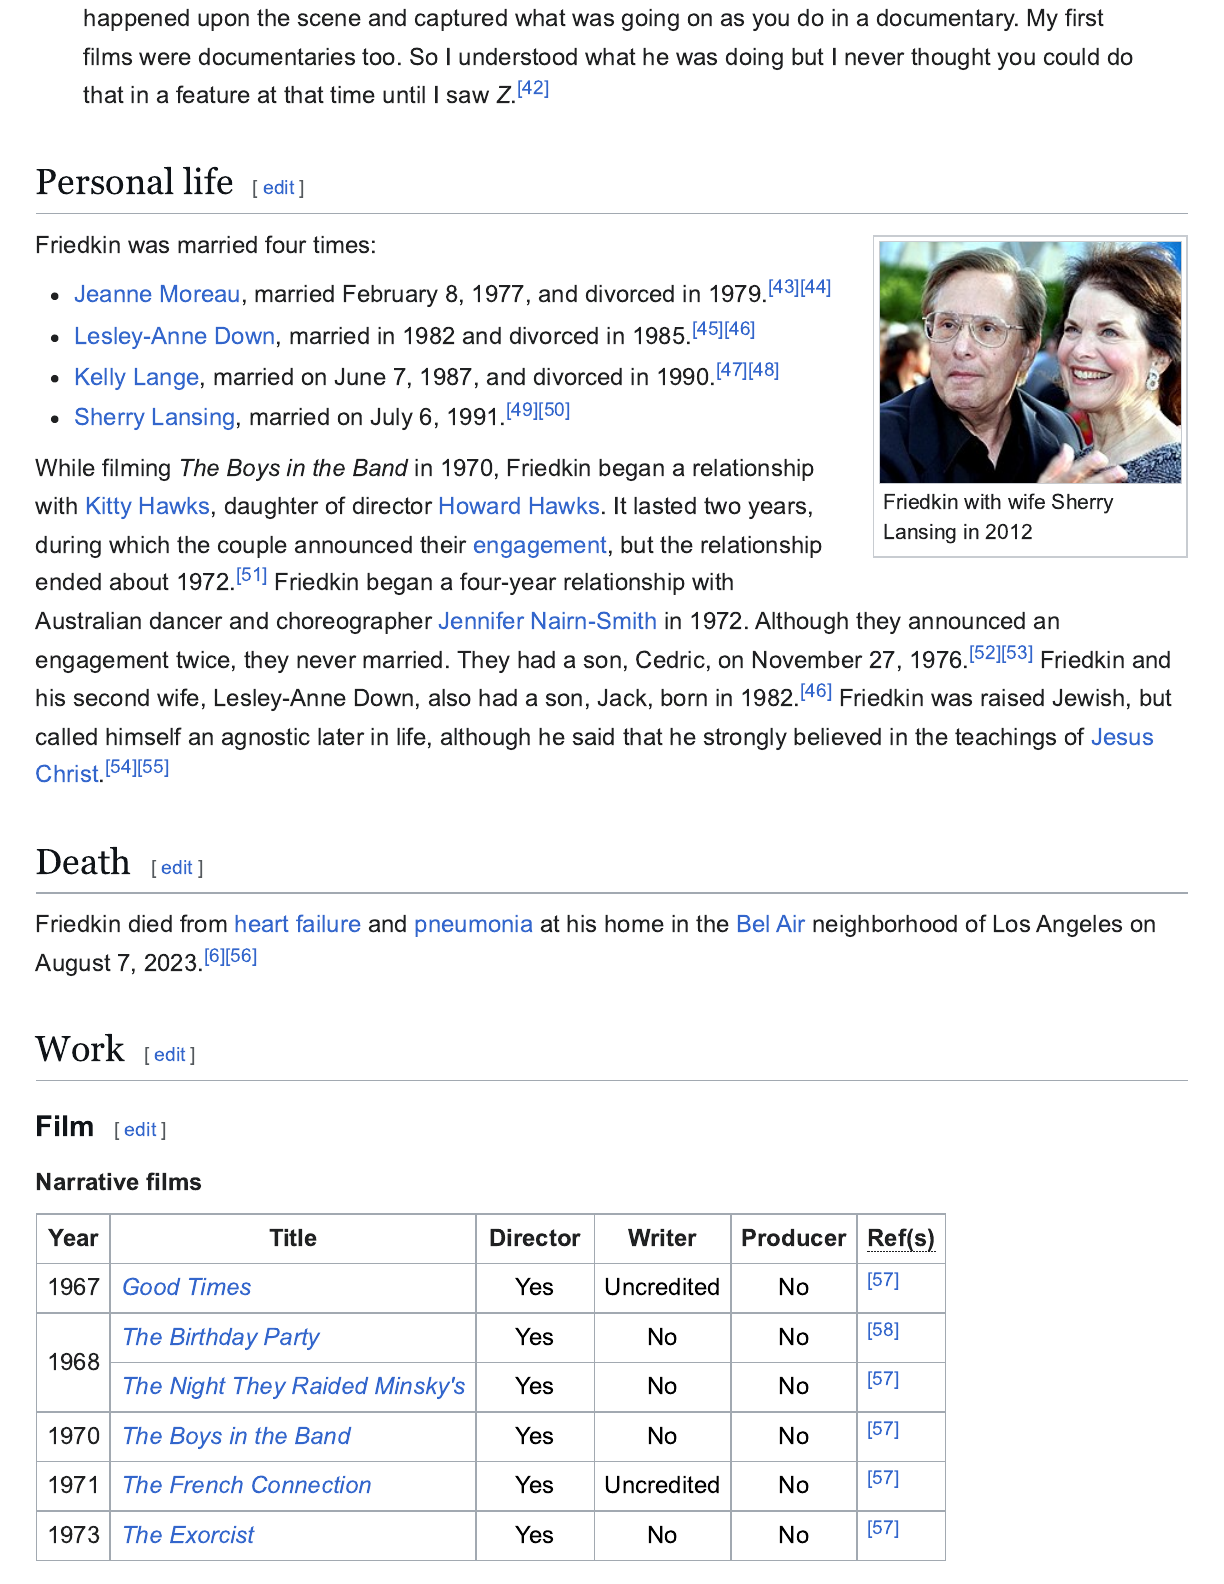 happened upon the scene and captured what was going on as you do in a documentary. My first
films were documentaries too. So I understood what he was doing but I never thought you could do
that in a feature at that time until I saw Z.[42]
Personal life [ edit ]
Friedkin was married four times:
• Jeanne Moreau, married February 8, 1977, and divorced in 1979.[43][44]
• Lesley-Anne Down, married in 1982 and divorced in 1985.[45][46]
• Kelly Lange, married on June 7, 1987, and divorced in 1990.[47][48]
• Sherry Lansing, married on July 6, 1991.[49][50]
Friedkin with wife Sherry
Lansing in 2012
While filming The Boys in the Band in 1970, Friedkin began a relationship
with Kitty Hawks, daughter of director Howard Hawks. It lasted two years,
during which the couple announced their engagement, but the relationship
ended about 1972.[51] Friedkin began a four-year relationship with
Australian dancer and choreographer Jennifer Nairn-Smith in 1972. Although they announced an
engagement twice, they never married. They had a son, Cedric, on November 27, 1976.[52][53] Friedkin and
his second wife, Lesley-Anne Down, also had a son, Jack, born in 1982.[46] Friedkin was raised Jewish, but
called himself an agnostic later in life, although he said that he strongly believed in the teachings of Jesus
Christ.[54][55]
Death [ edit ]
Friedkin died from heart failure and pneumonia at his home in the Bel Air neighborhood of Los Angeles on
August 7, 2023.[6][56]
Work [ edit ]
Film [ edit ]
Narrative films
Year Title Director Writer Producer Ref(s)
1967 Good Times Yes Uncredited No [57]
1968 The Birthday Party Yes No No [58]
The Night They Raided Minsky's Yes No No [57]
1970 The Boys in the Band Yes No No [57]
1971 The French Connection Yes Uncredited No [57]
1973 The Exorcist Yes No No [57]